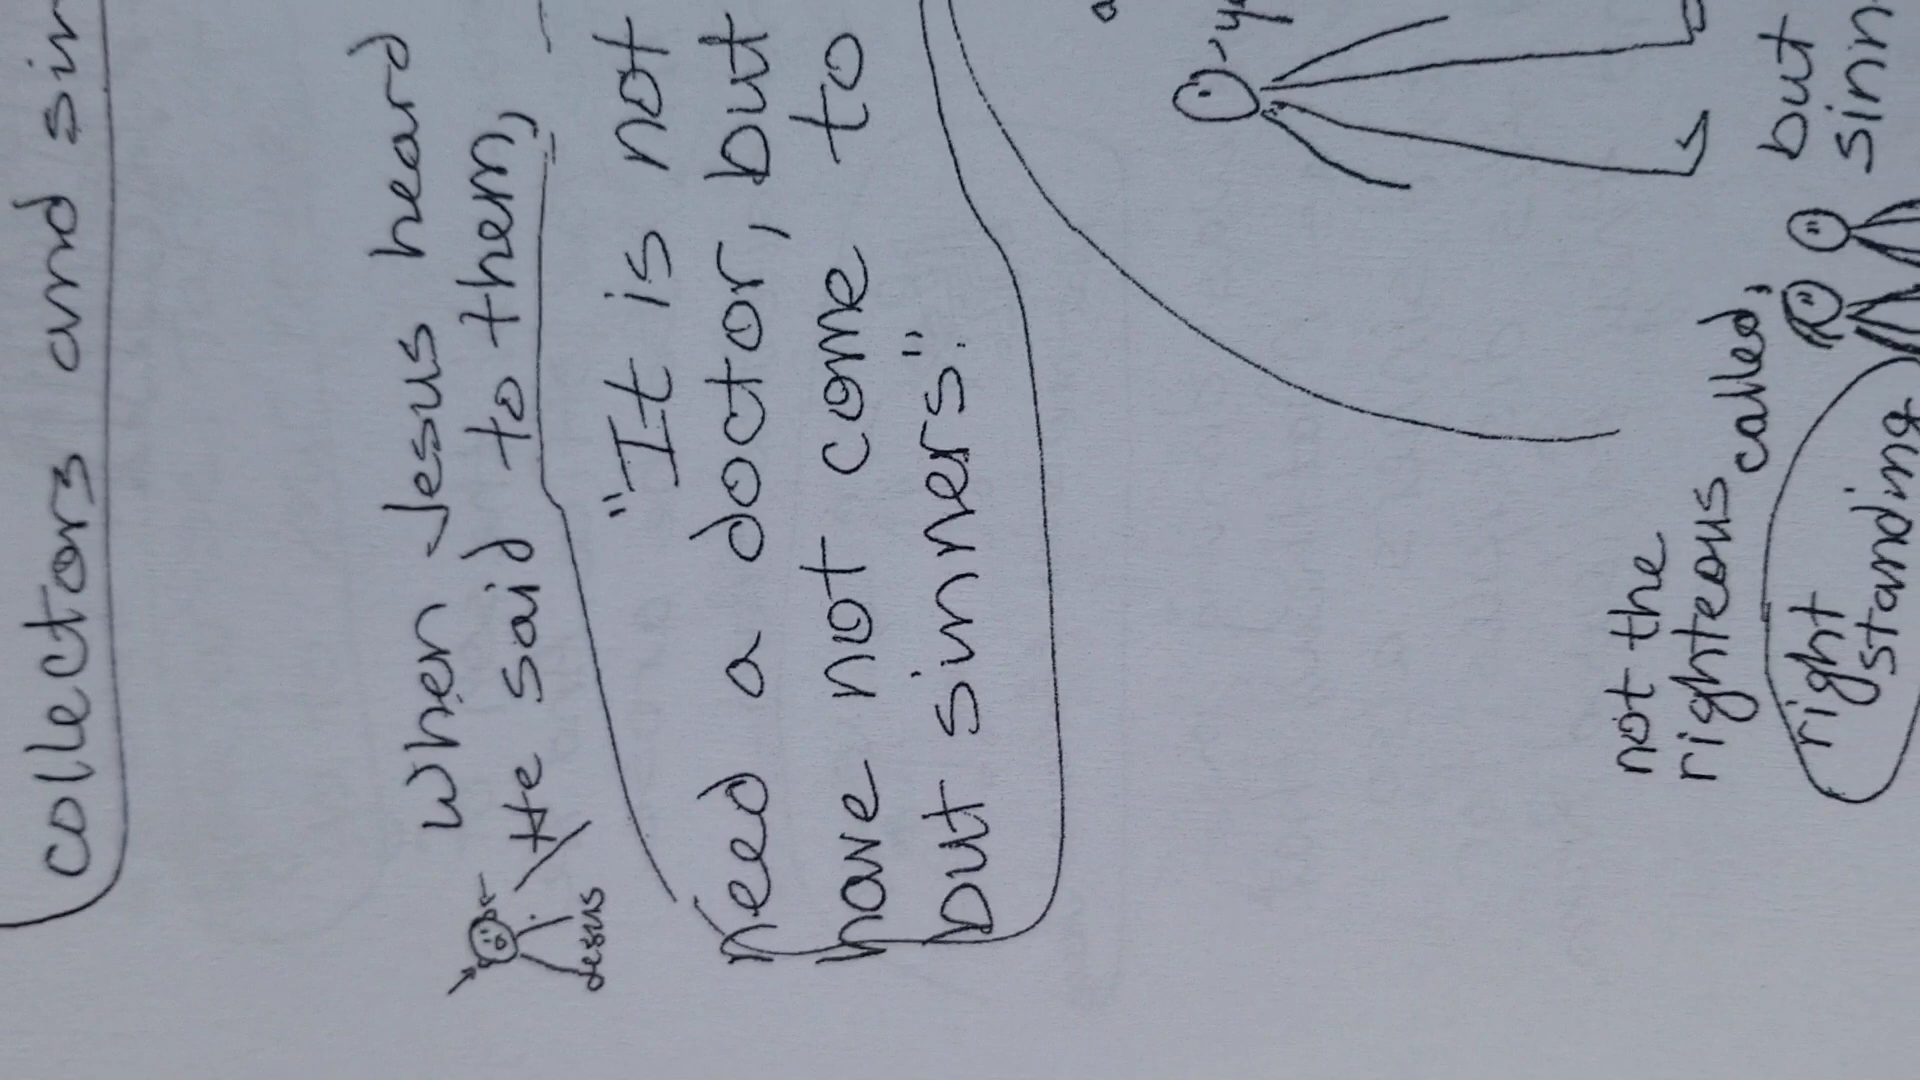 collectors and sin
When Jesus heard
He said to them,
Jesus
"It is not
need a doctor, but
have not come to
but sinners."
not the
righteous called,
but
sinn
right
standing